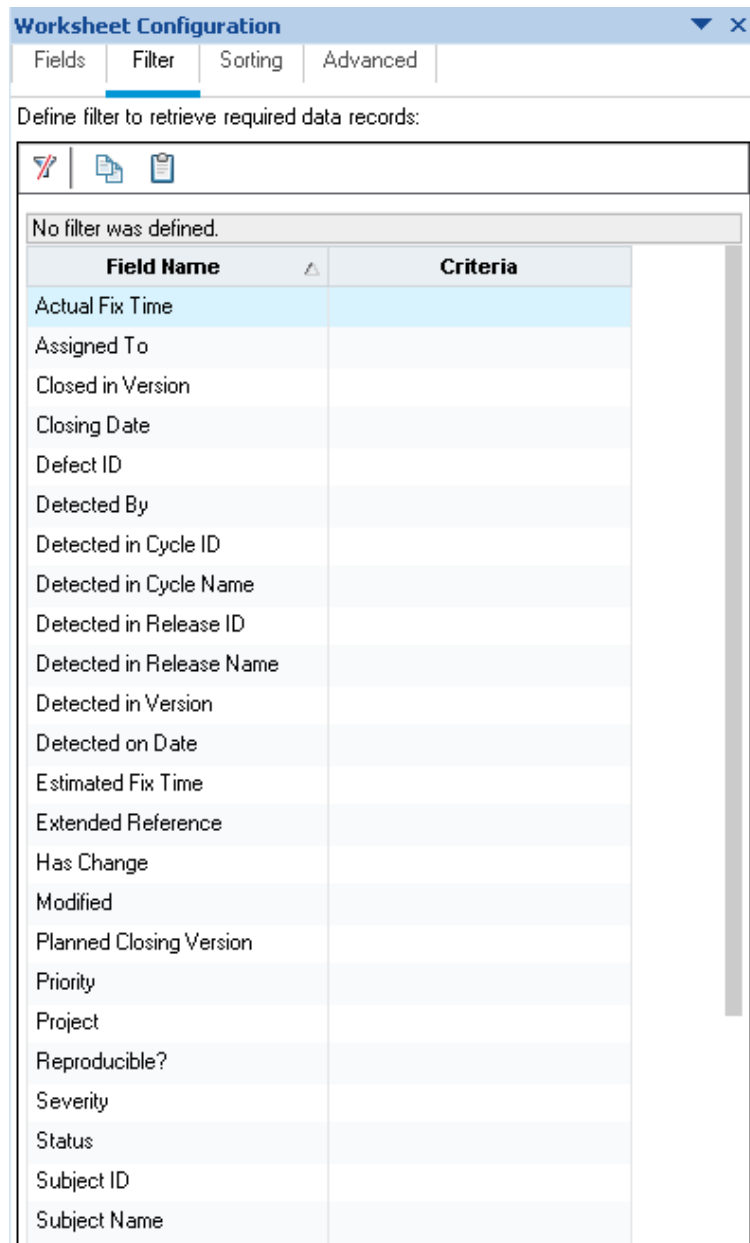 Worksheet Configuration
Fields Filter Sorting Advanced
Define filter to retrieve required data records:
No filter was defined.
Field Name Criteria
Actual Fix Time
Assigned To
Closed in Version
Closing Date
Defect ID
Detected By
Detected in Cycle ID
Detected in Cycle Name
Detected in Release ID
Detected in Release Name
Detected in Version
Detected on Date
Estimated Fix Time
Extended Reference
Has Change
Modified
Planned Closing Version
Priority
Project
Reproducible?
Severity
Status
Subject ID
Subject Name